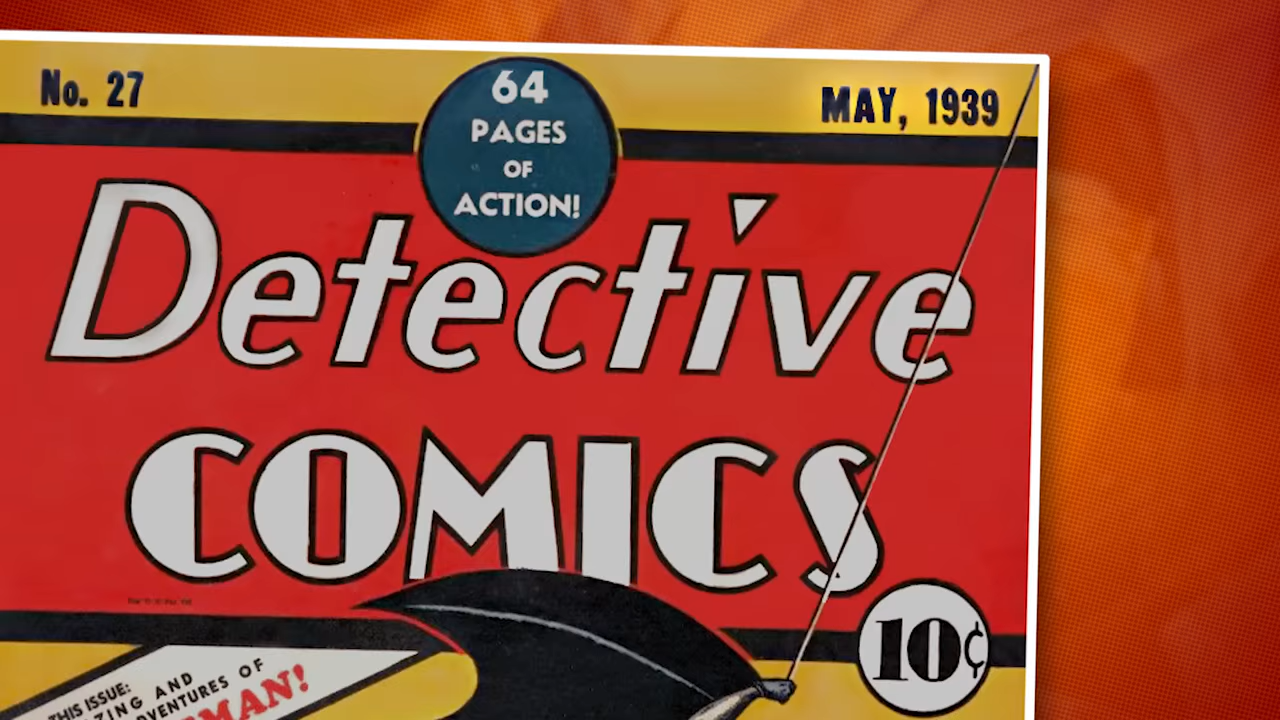 No. 27
64
PAGES
OF
ACTION!
MAY, 1939
Detective
COMICS
10¢
THIS ISSUE:
AND
OF